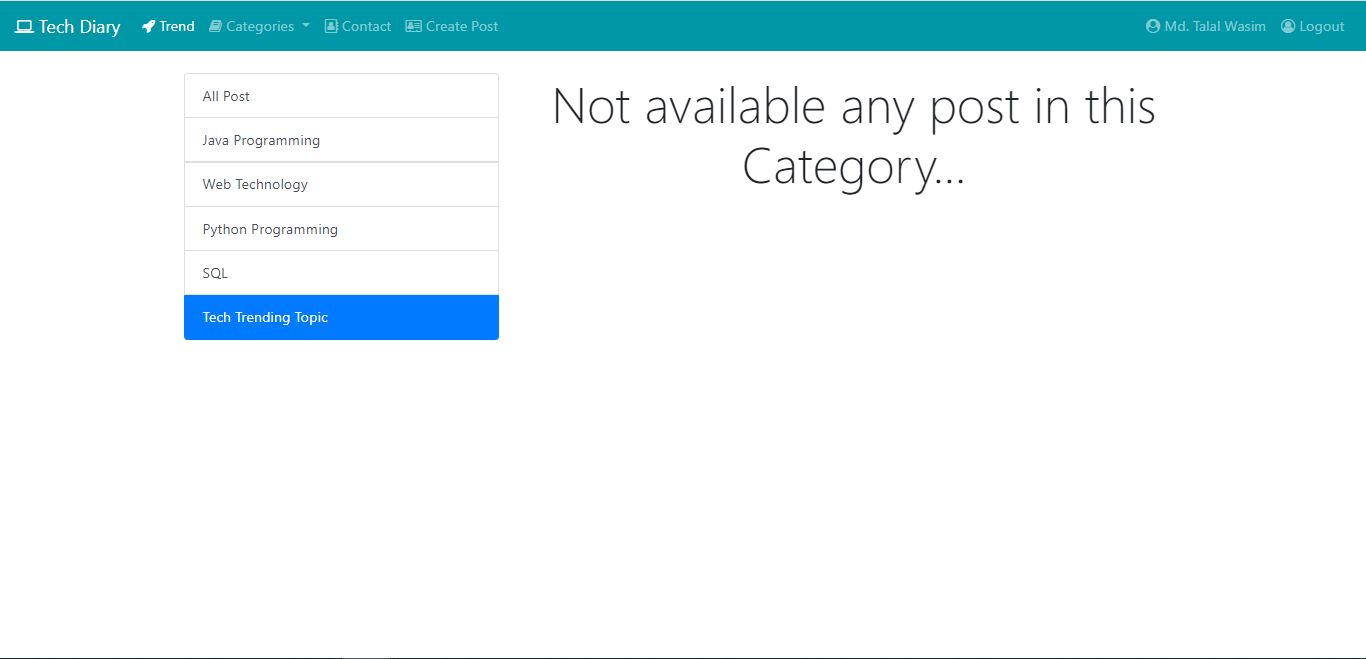 Tech Diary Trend Categories Contact Create Post Md. Talal Wasim Logout
All Post
Java Programming
Web Technology
Python Programming
SQL
Tech Trending Topic
Not available any post in this
Category...